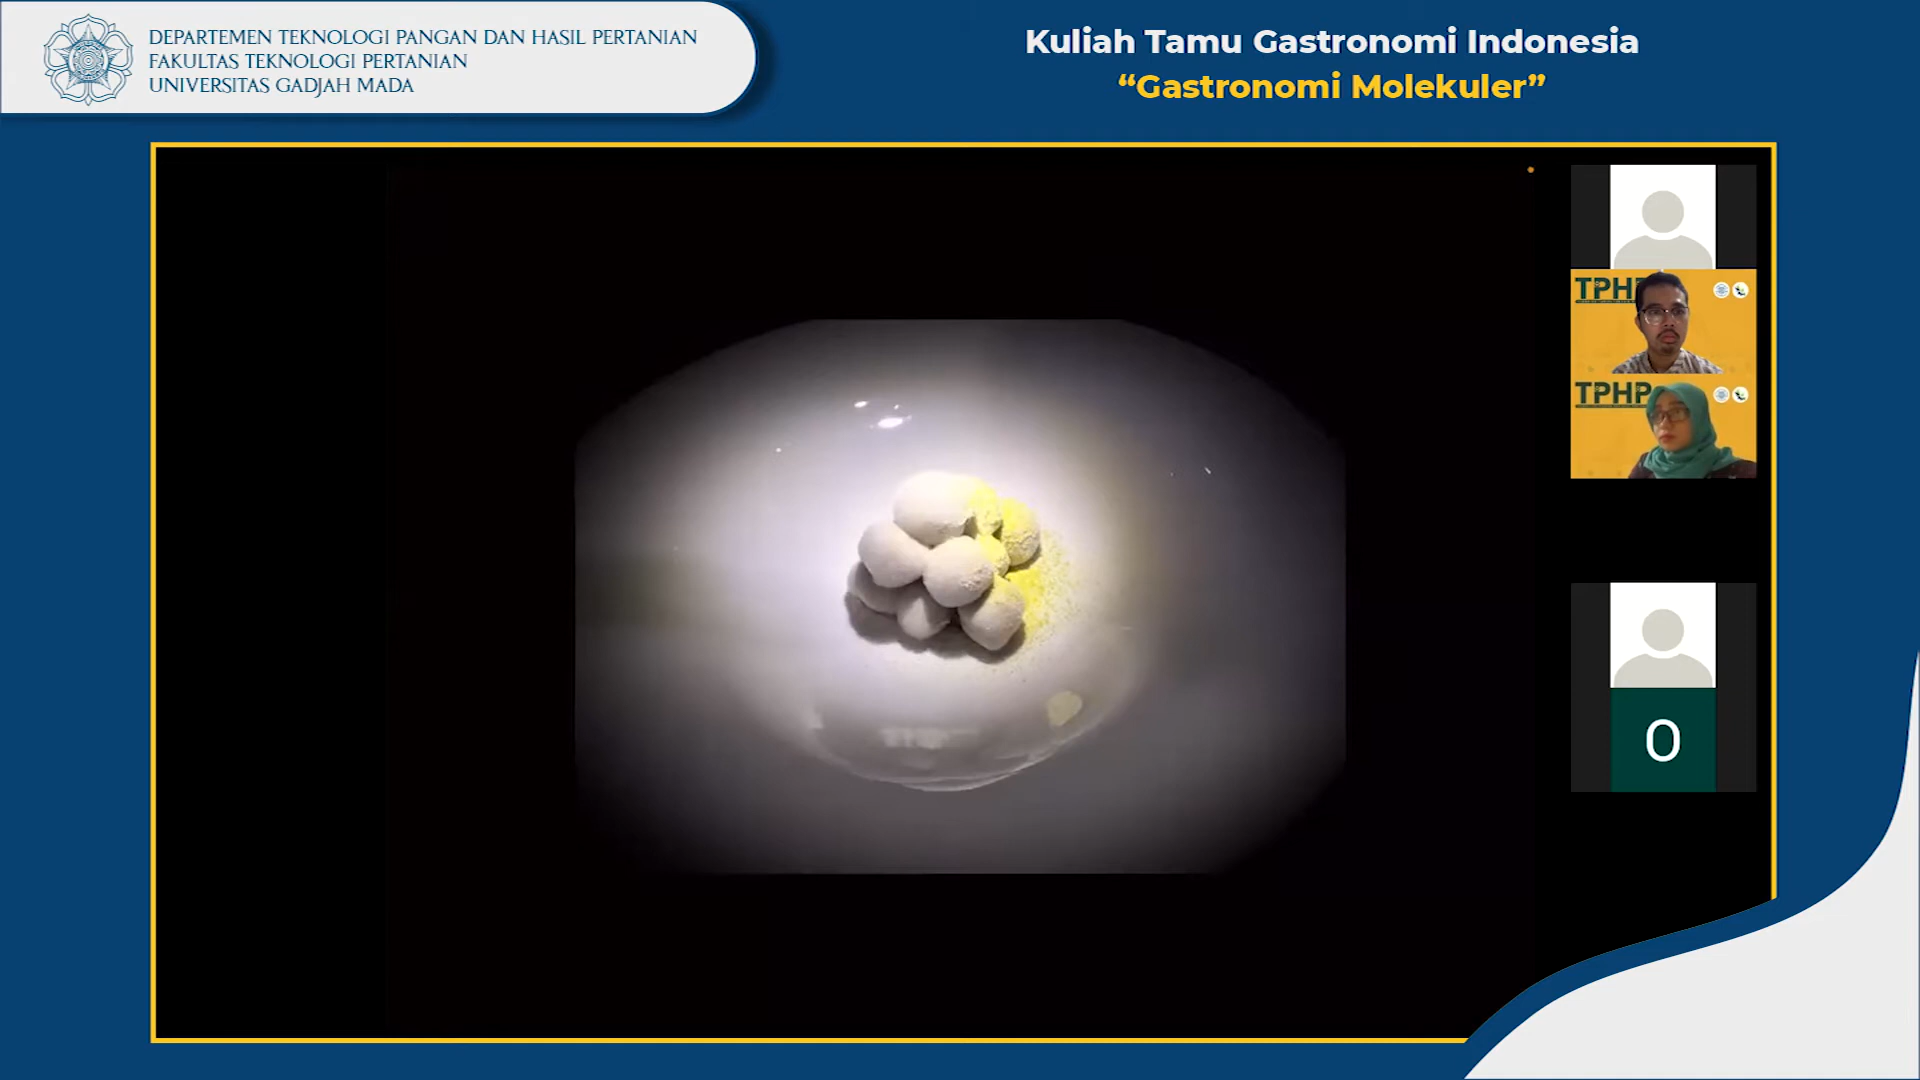 DEPARTEMEN TEKNOLOGI PANGAN DAN HASIL PERTANIAN
FAKULTAS TEKNOLOGI PERTANIAN
UNIVERSITAS GADJAH MADA
Kuliah Tamu Gastronomi Indonesia
“Gastronomi Molekuler”
TPHP
TPHP
O